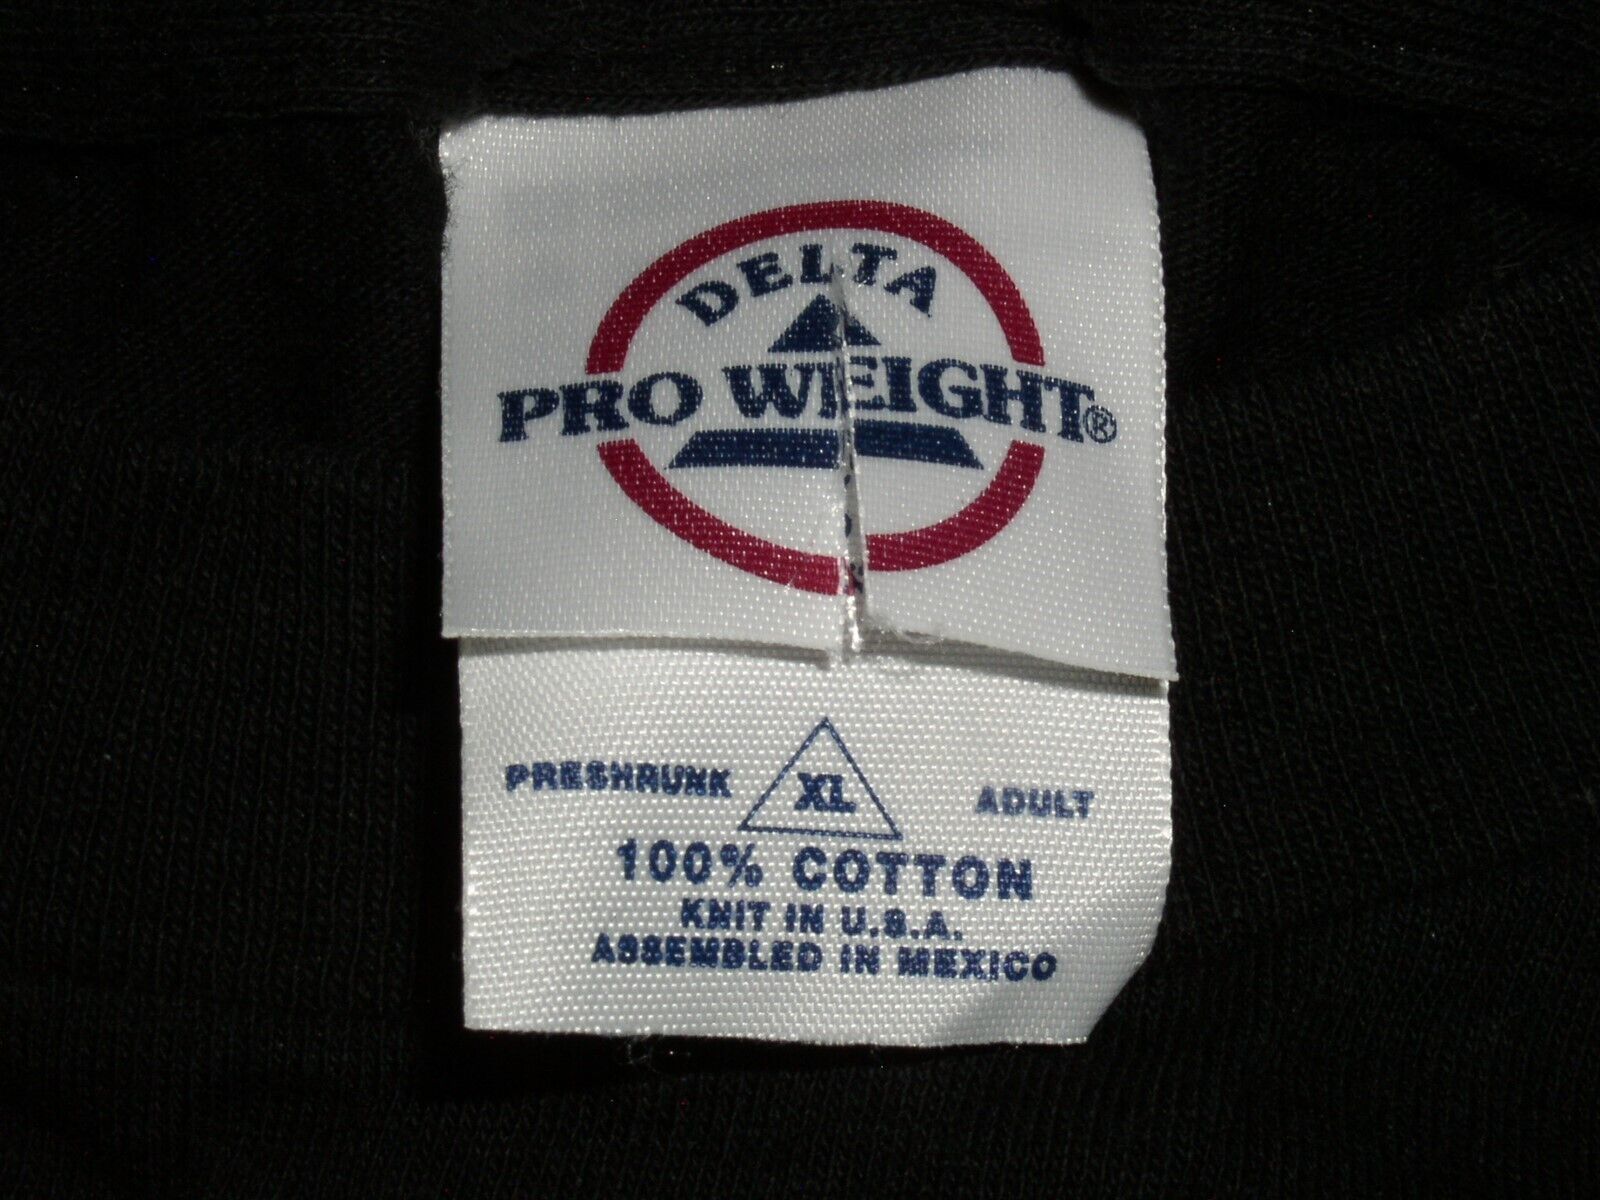 DELTA
PRO WEIGHT®
PRESHRUNK XL ADULT
100% COTTON
KNIT IN U.S.A.
ASSEMBLED IN MEXICO